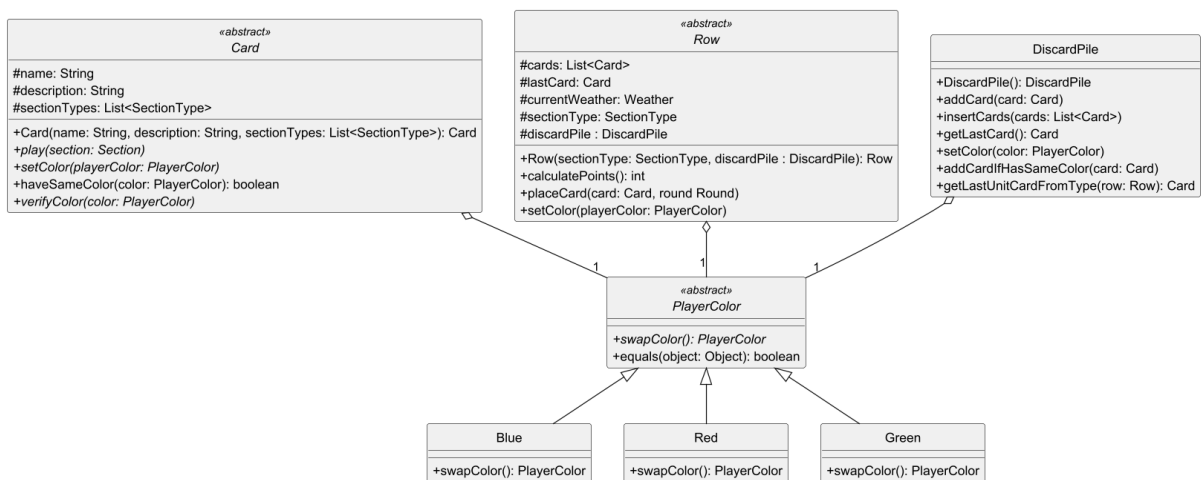 «abstract»
Card
#name: String
#description: String
#sectionTypes: List<SectionType>
+Card(name: String, description: String, sectionTypes: List<SectionType>): Card
+play(section: Section)
+setColor(playerColor: PlayerColor)
+haveSameColor(color: PlayerColor): boolean
+verifyColor(color: PlayerColor)
«abstract»
Row
#cards: List<Card>
#lastCard: Card
#currentWeather: Weather
#sectionType: SectionType
#discardPile : DiscardPile
+Row(sectionType: SectionType, discardPile : DiscardPile): Row
+calculatePoints(): int
+placeCard(card: Card, round Round)
+setColor(playerColor: PlayerColor)
DiscardPile
+DiscardPile(): DiscardPile
+addCard(card: Card)
+insertCards(cards: List<Card>)
+getLastCard(): Card
+setColor(color: PlayerColor)
+addCardIfHasSameColor(card: Card)
+getLastUnitCardFromType(row: Row): Card
1
1
1
«abstract»
PlayerColor
+swapColor(): PlayerColor
+equals(object: Object): boolean
Blue
+swapColor(): PlayerColor
Red
+swapColor(): PlayerColor
Green
+swapColor(): PlayerColor